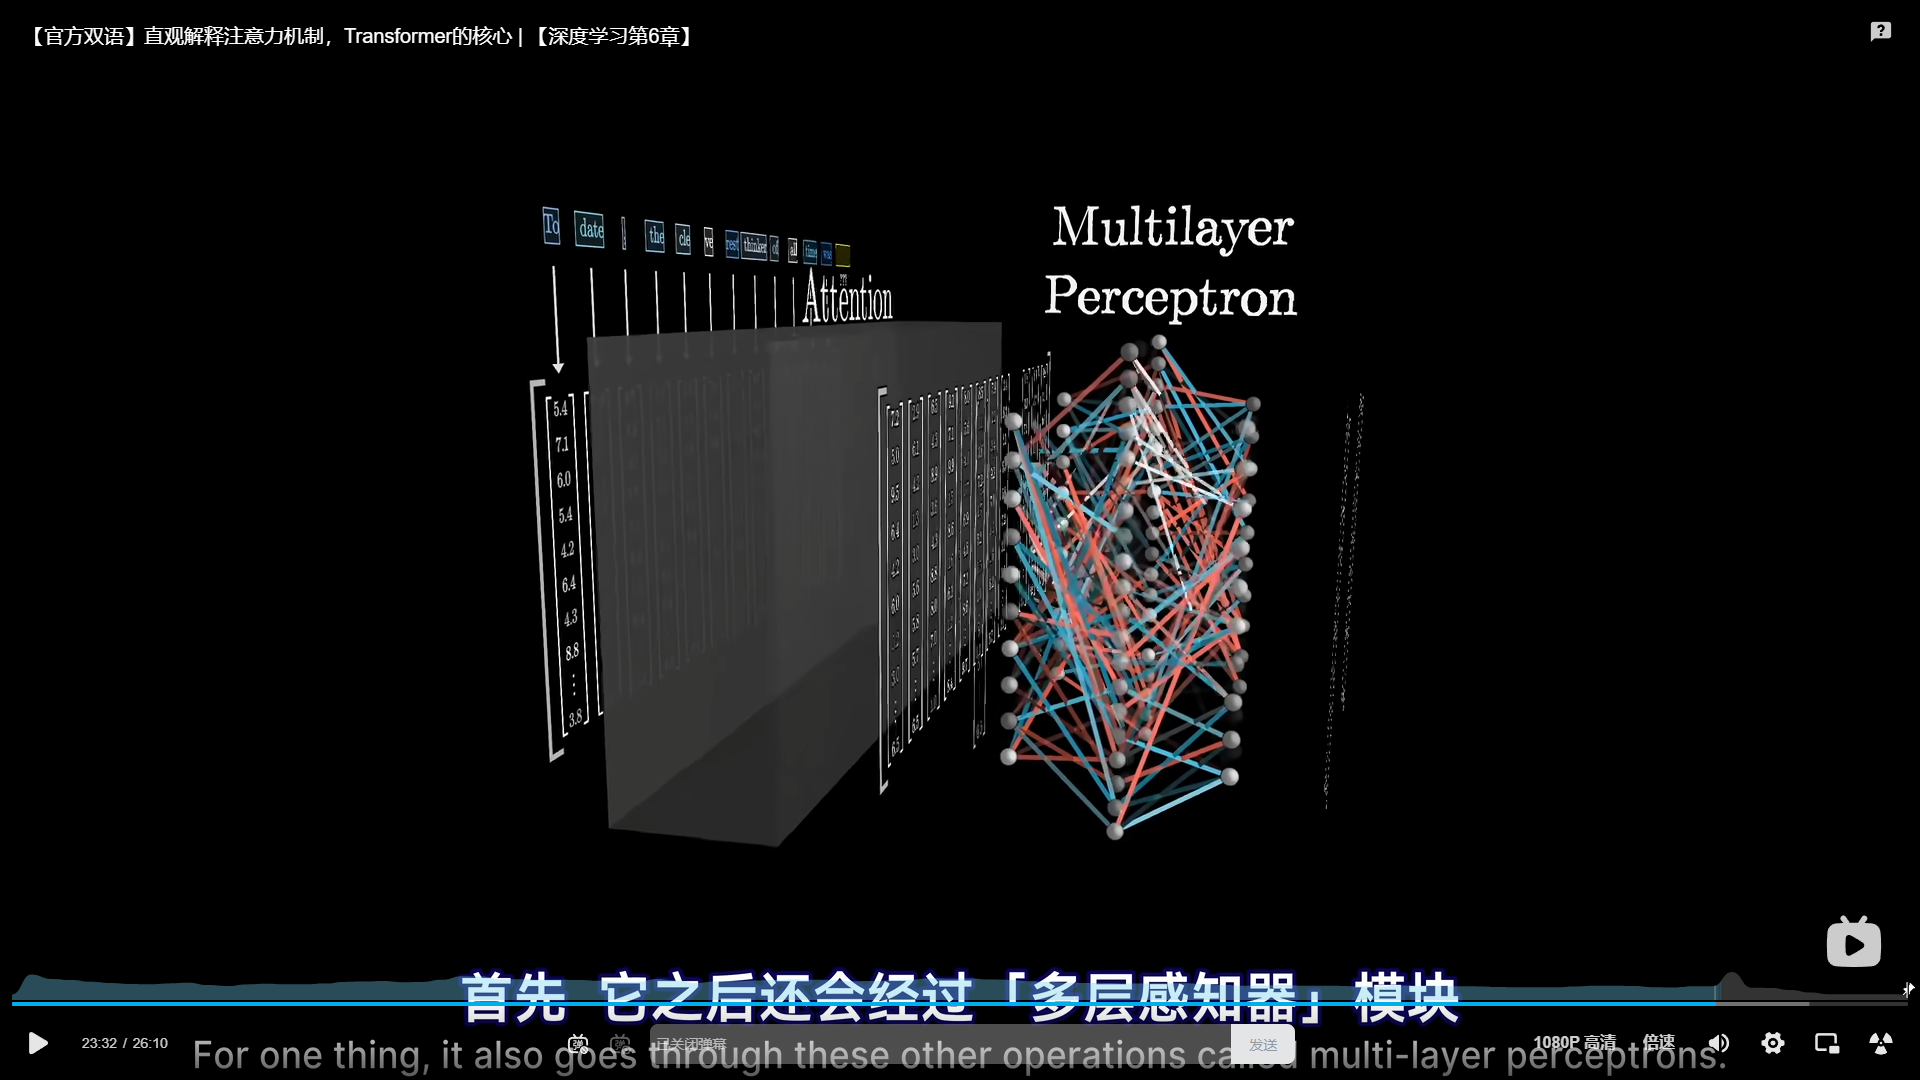 【官方双语】直观解释注意力机制，Transformer的核心 | 【深度学习第6章】
To date , the cle ve rest thinker of all time was
???
Attention
Multilayer
Perceptron
5.4
7.1
6.0
5.4
4.2
6.4
4.3
8.8
⋮
3.8
首先 它之后还会经过「多层感知器」模块
23:32 / 26:10
已关闭弹幕
发送
1080P 高清
倍速
For one thing, it also goes through these other operations called multi-layer perceptrons.